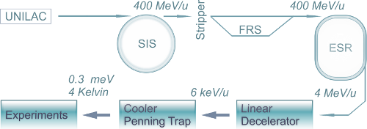 400 MeV/u
400 MeV/u
UNILAC
Stripper
FRS
SIS
ESR
0.3 meV
4 Kelvin
6 keV/u
4 MeV/u
Experiments
Cooler
Penning Trap
Linear
Decelerator